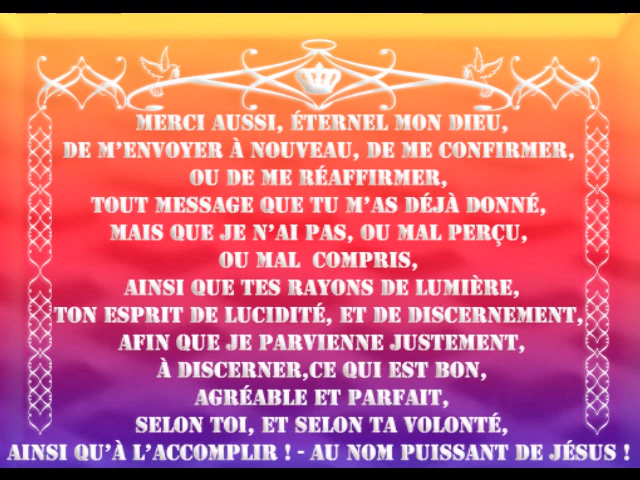 MERCI AUSSI, ÉTERNEL MON DIEU,
DE M'ENVOYER À NOUVEAU, DE ME CONFIRMER,
OU DE ME RÉAFFIRMER,
TOUT MESSAGE QUE TU M'AS DÉJÀ DONNÉ,
MAIS QUE JE N'AI PAS, OU MAL PERÇU,
OU MAL COMPRIS,
AINSI QUE TES RAYONS DE LUMIÈRE,
TON ESPRIT DE LUCIDITÉ, ET DE DISCERNEMENT,
AFIN QUE JE PARVIENNE JUSTEMENT,
À DISCERNER,CE QUI EST BON,
AGRÉABLE ET PARFAIT,
SELON TOI, ET SELON TA VOLONTÉ,
AINSI QU'À L'ACCOMPLIR ! - AU NOM PUISSANT DE JÉSUS !